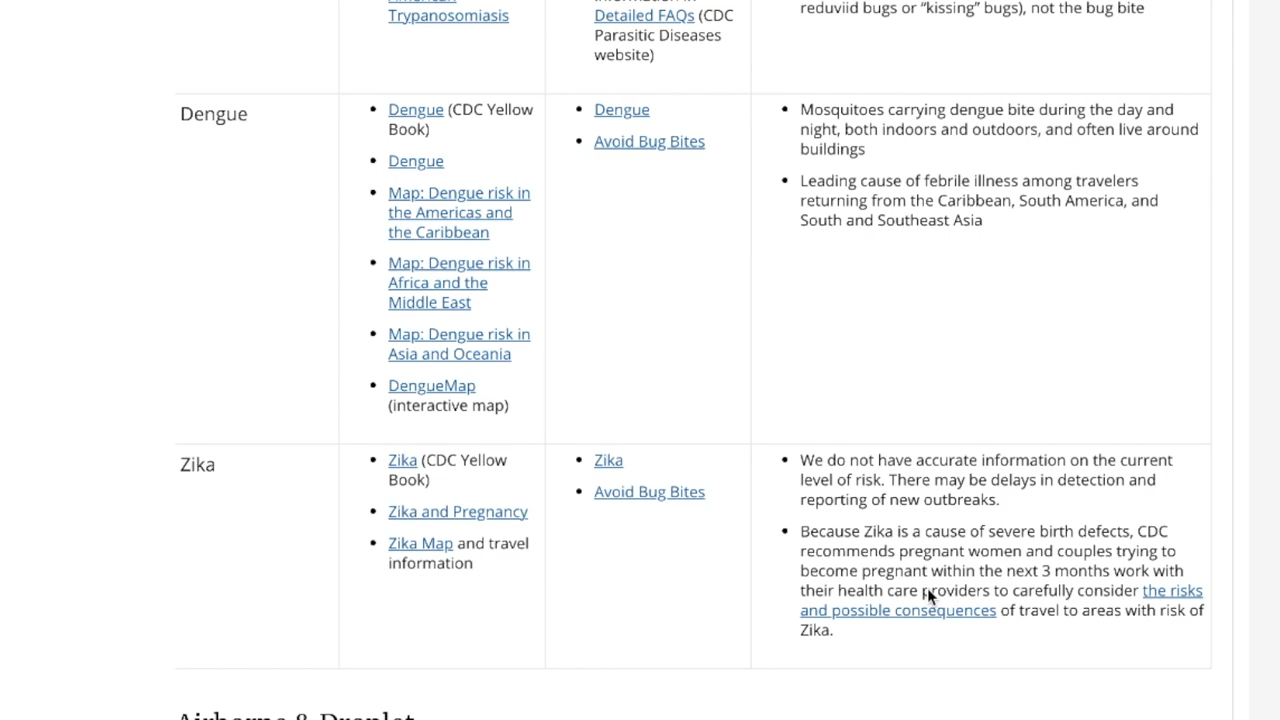 American
Trypanosomiasis
Detailed FAQs (CDC
Parasitic Diseases
website)
reduviid bugs or “kissing” bugs), not the bug bite
Dengue
• Dengue (CDC Yellow
Book)
• Dengue
• Map: Dengue risk in
the Americas and
the Caribbean
• Map: Dengue risk in
Africa and the
Middle East
• Map: Dengue risk in
Asia and Oceania
• DengueMap
(interactive map)
• Dengue
• Avoid Bug Bites
• Mosquitoes carrying dengue bite during the day and
night, both indoors and outdoors, and often live around
buildings
• Leading cause of febrile illness among travelers
returning from the Caribbean, South America, and
South and Southeast Asia
Zika
• Zika (CDC Yellow
Book)
• Zika and Pregnancy
• Zika Map and travel
information
• Zika
• Avoid Bug Bites
• We do not have accurate information on the current
level of risk. There may be delays in detection and
reporting of new outbreaks.
• Because Zika is a cause of severe birth defects, CDC
recommends pregnant women and couples trying to
become pregnant within the next 3 months work with
their health care providers to carefully consider the risks
and possible consequences of travel to areas with risk of
Zika.
Airborne & Droplet